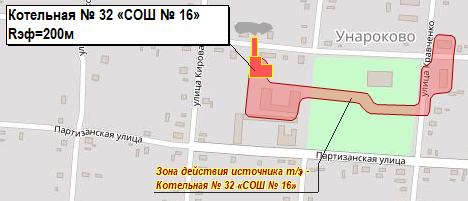 Котельная № 32 «СОШ № 16»
Rэф=200м
Унароково
улица Кирова
улица Кравченко
Партизанская улица
Партизанская улица
Зона действия источника т/э -
Котельная № 32 «СОШ № 16»